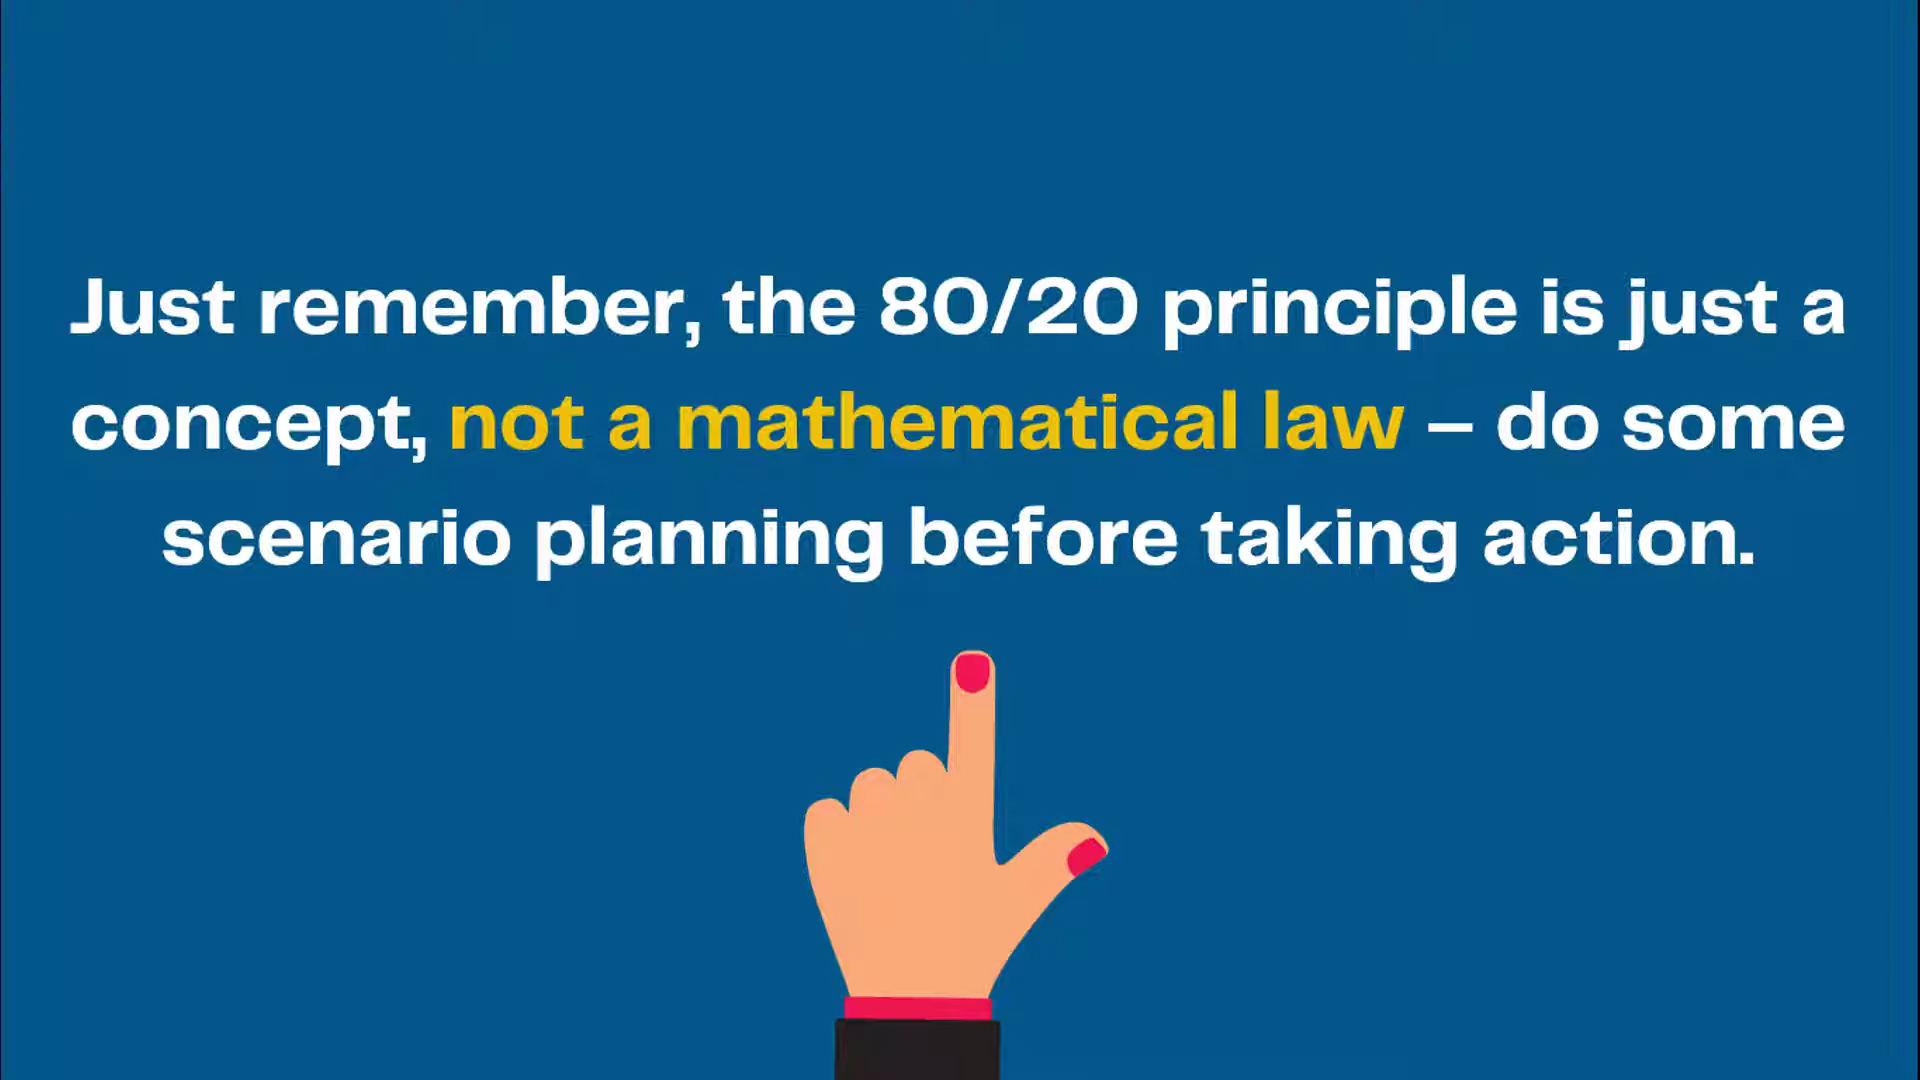 Just remember, the 80/20 principle is just a
concept, not a mathematical law – do some
scenario planning before taking action.